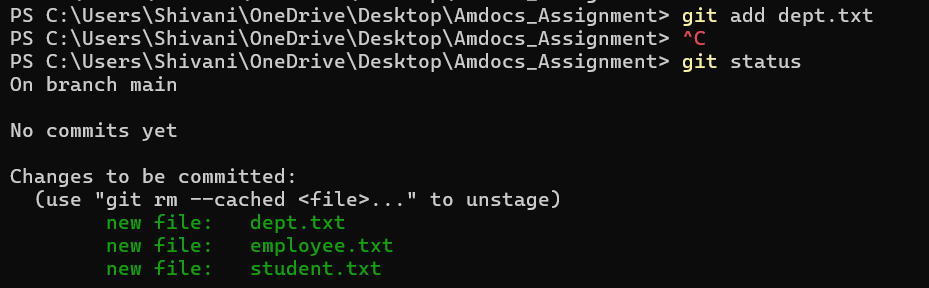 PS C:\Users\Shivani\OneDrive\Desktop\Amdocs_Assignment> git add dept.txt
PS C:\Users\Shivani\OneDrive\Desktop\Amdocs_Assignment> ^C
PS C:\Users\Shivani\OneDrive\Desktop\Amdocs_Assignment> git status
On branch main

No commits yet

Changes to be committed:
  (use "git rm --cached <file>..." to unstage)
        new file:   dept.txt
        new file:   employee.txt
        new file:   student.txt